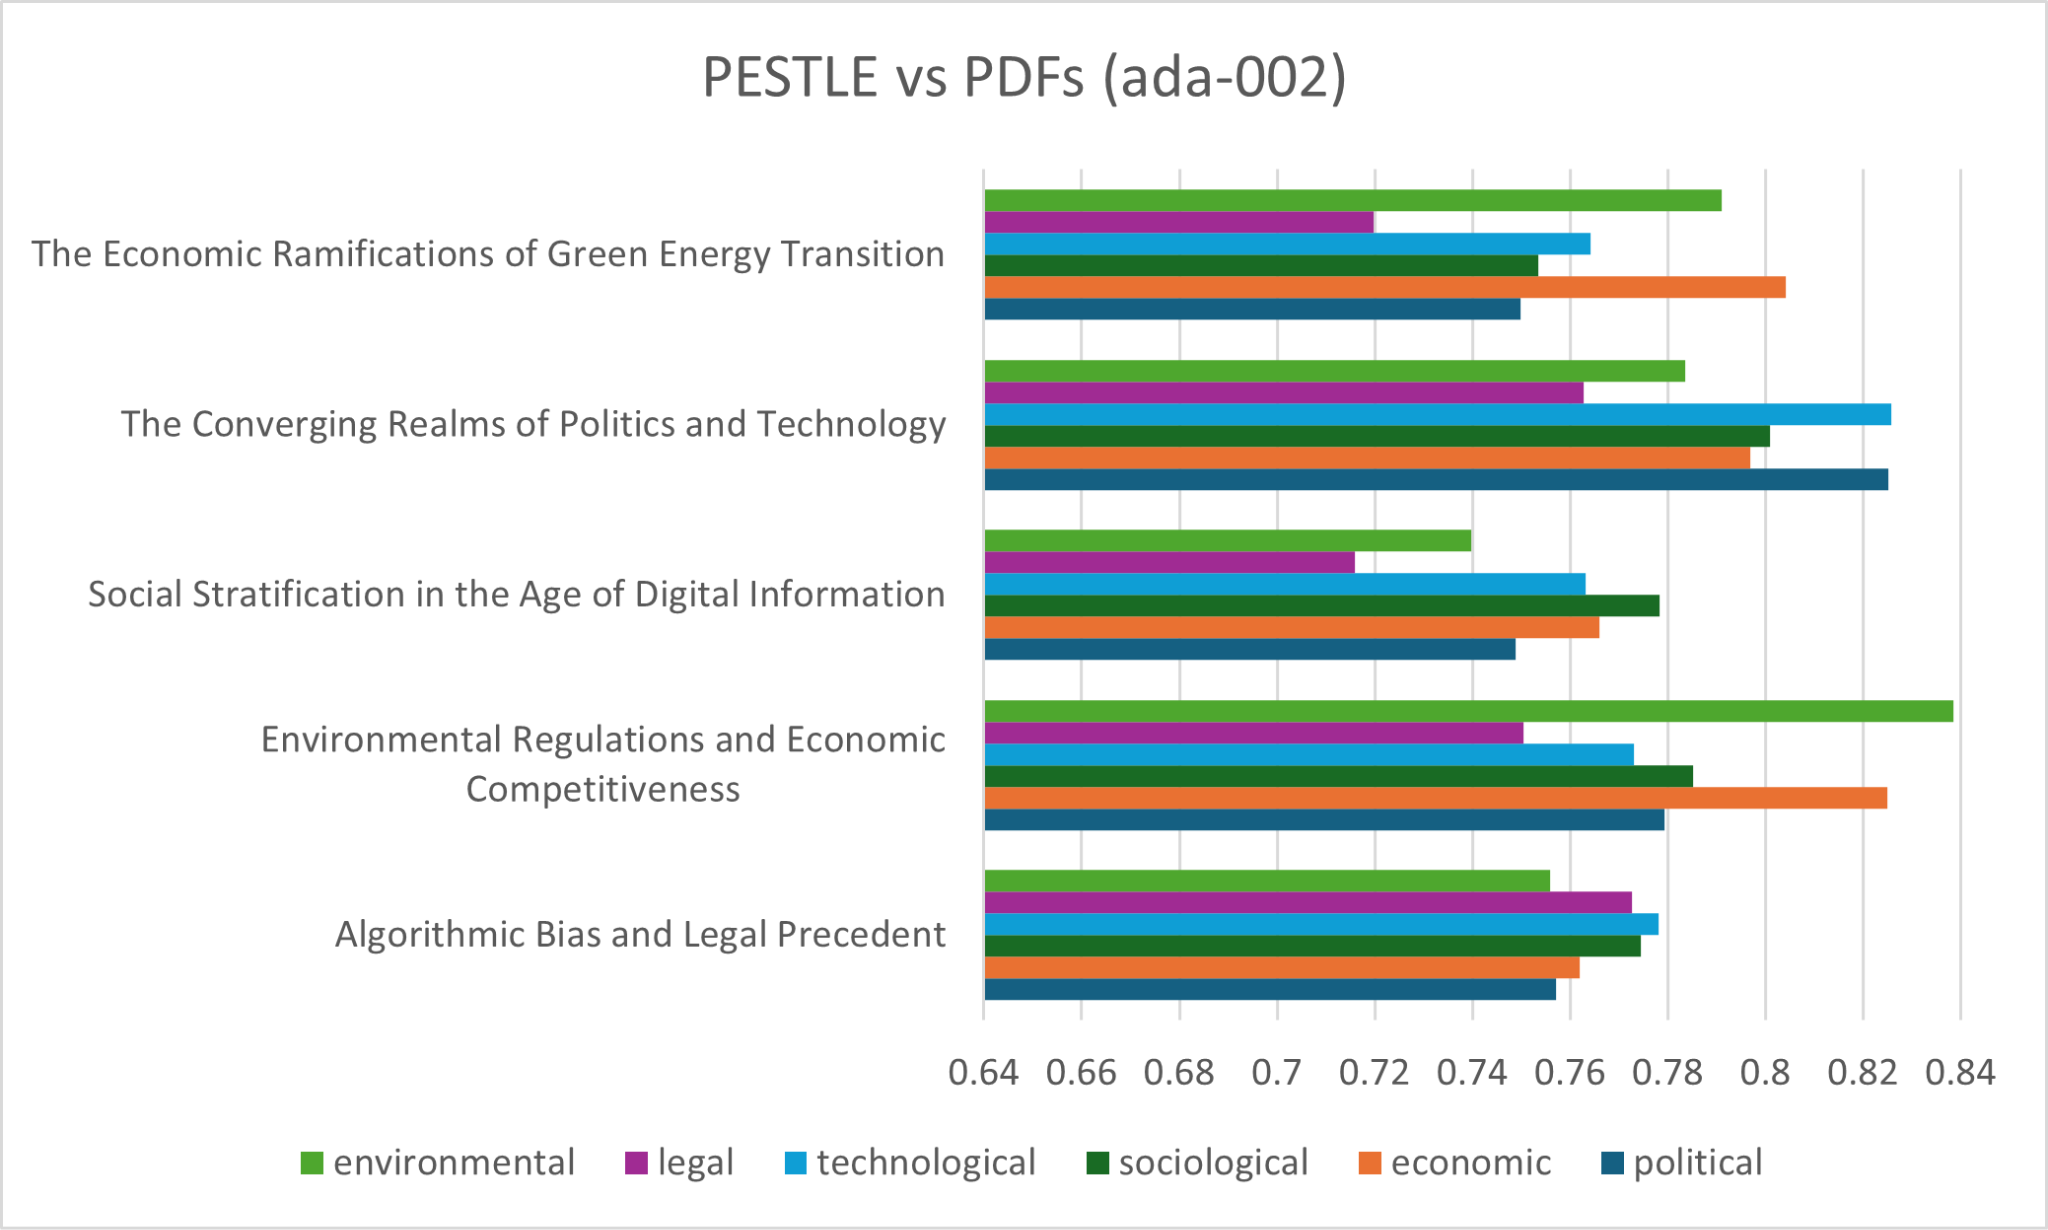 PESTLE vs PDFs (ada-002)
The Economic Ramifications of Green Energy Transition
The Converging Realms of Politics and Technology
Social Stratification in the Age of Digital Information
Environmental Regulations and Economic
Competitiveness
Algorithmic Bias and Legal Precedent
0.64 0.66 0.68 0.7 0.72 0.74 0.76 0.78 0.8 0.82 0.84
environmental legal technological sociological economic political